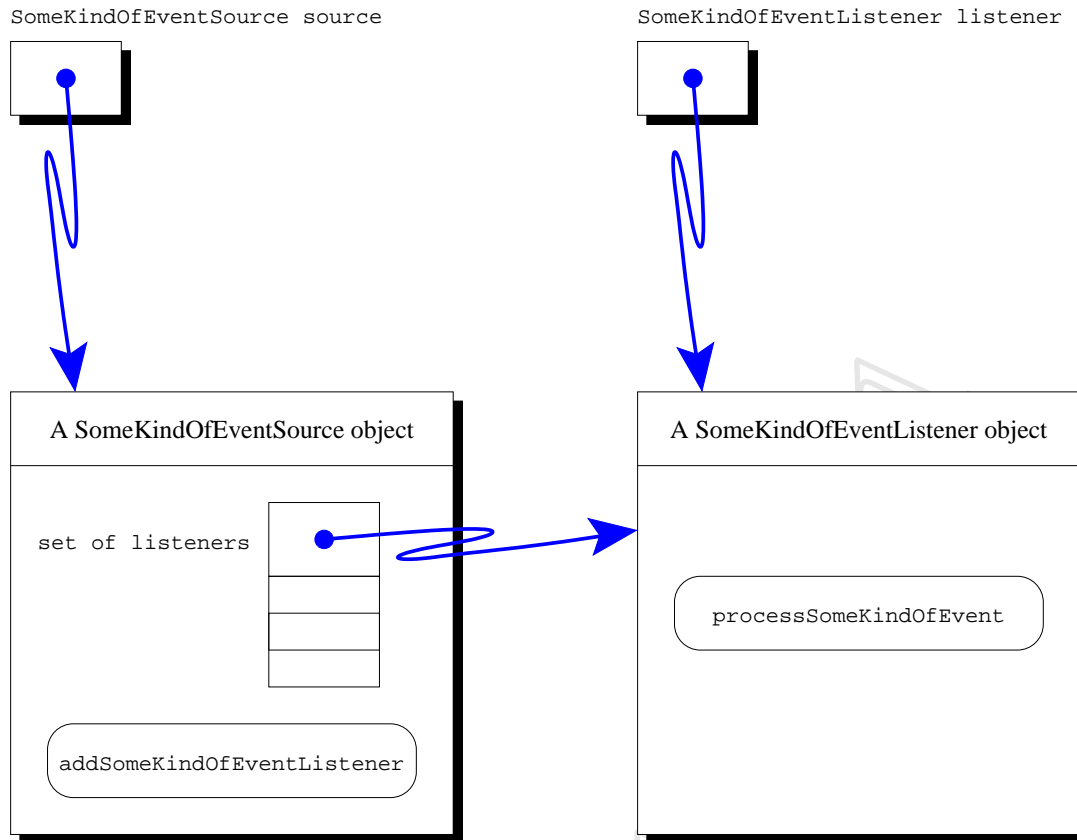 SomeKindOfEventSource source
SomeKindOfEventListener listener
A SomeKindOfEventSource object
A SomeKindOfEventListener object
set of listeners
processSomeKindOfEvent
addSomeKindOfEventListener